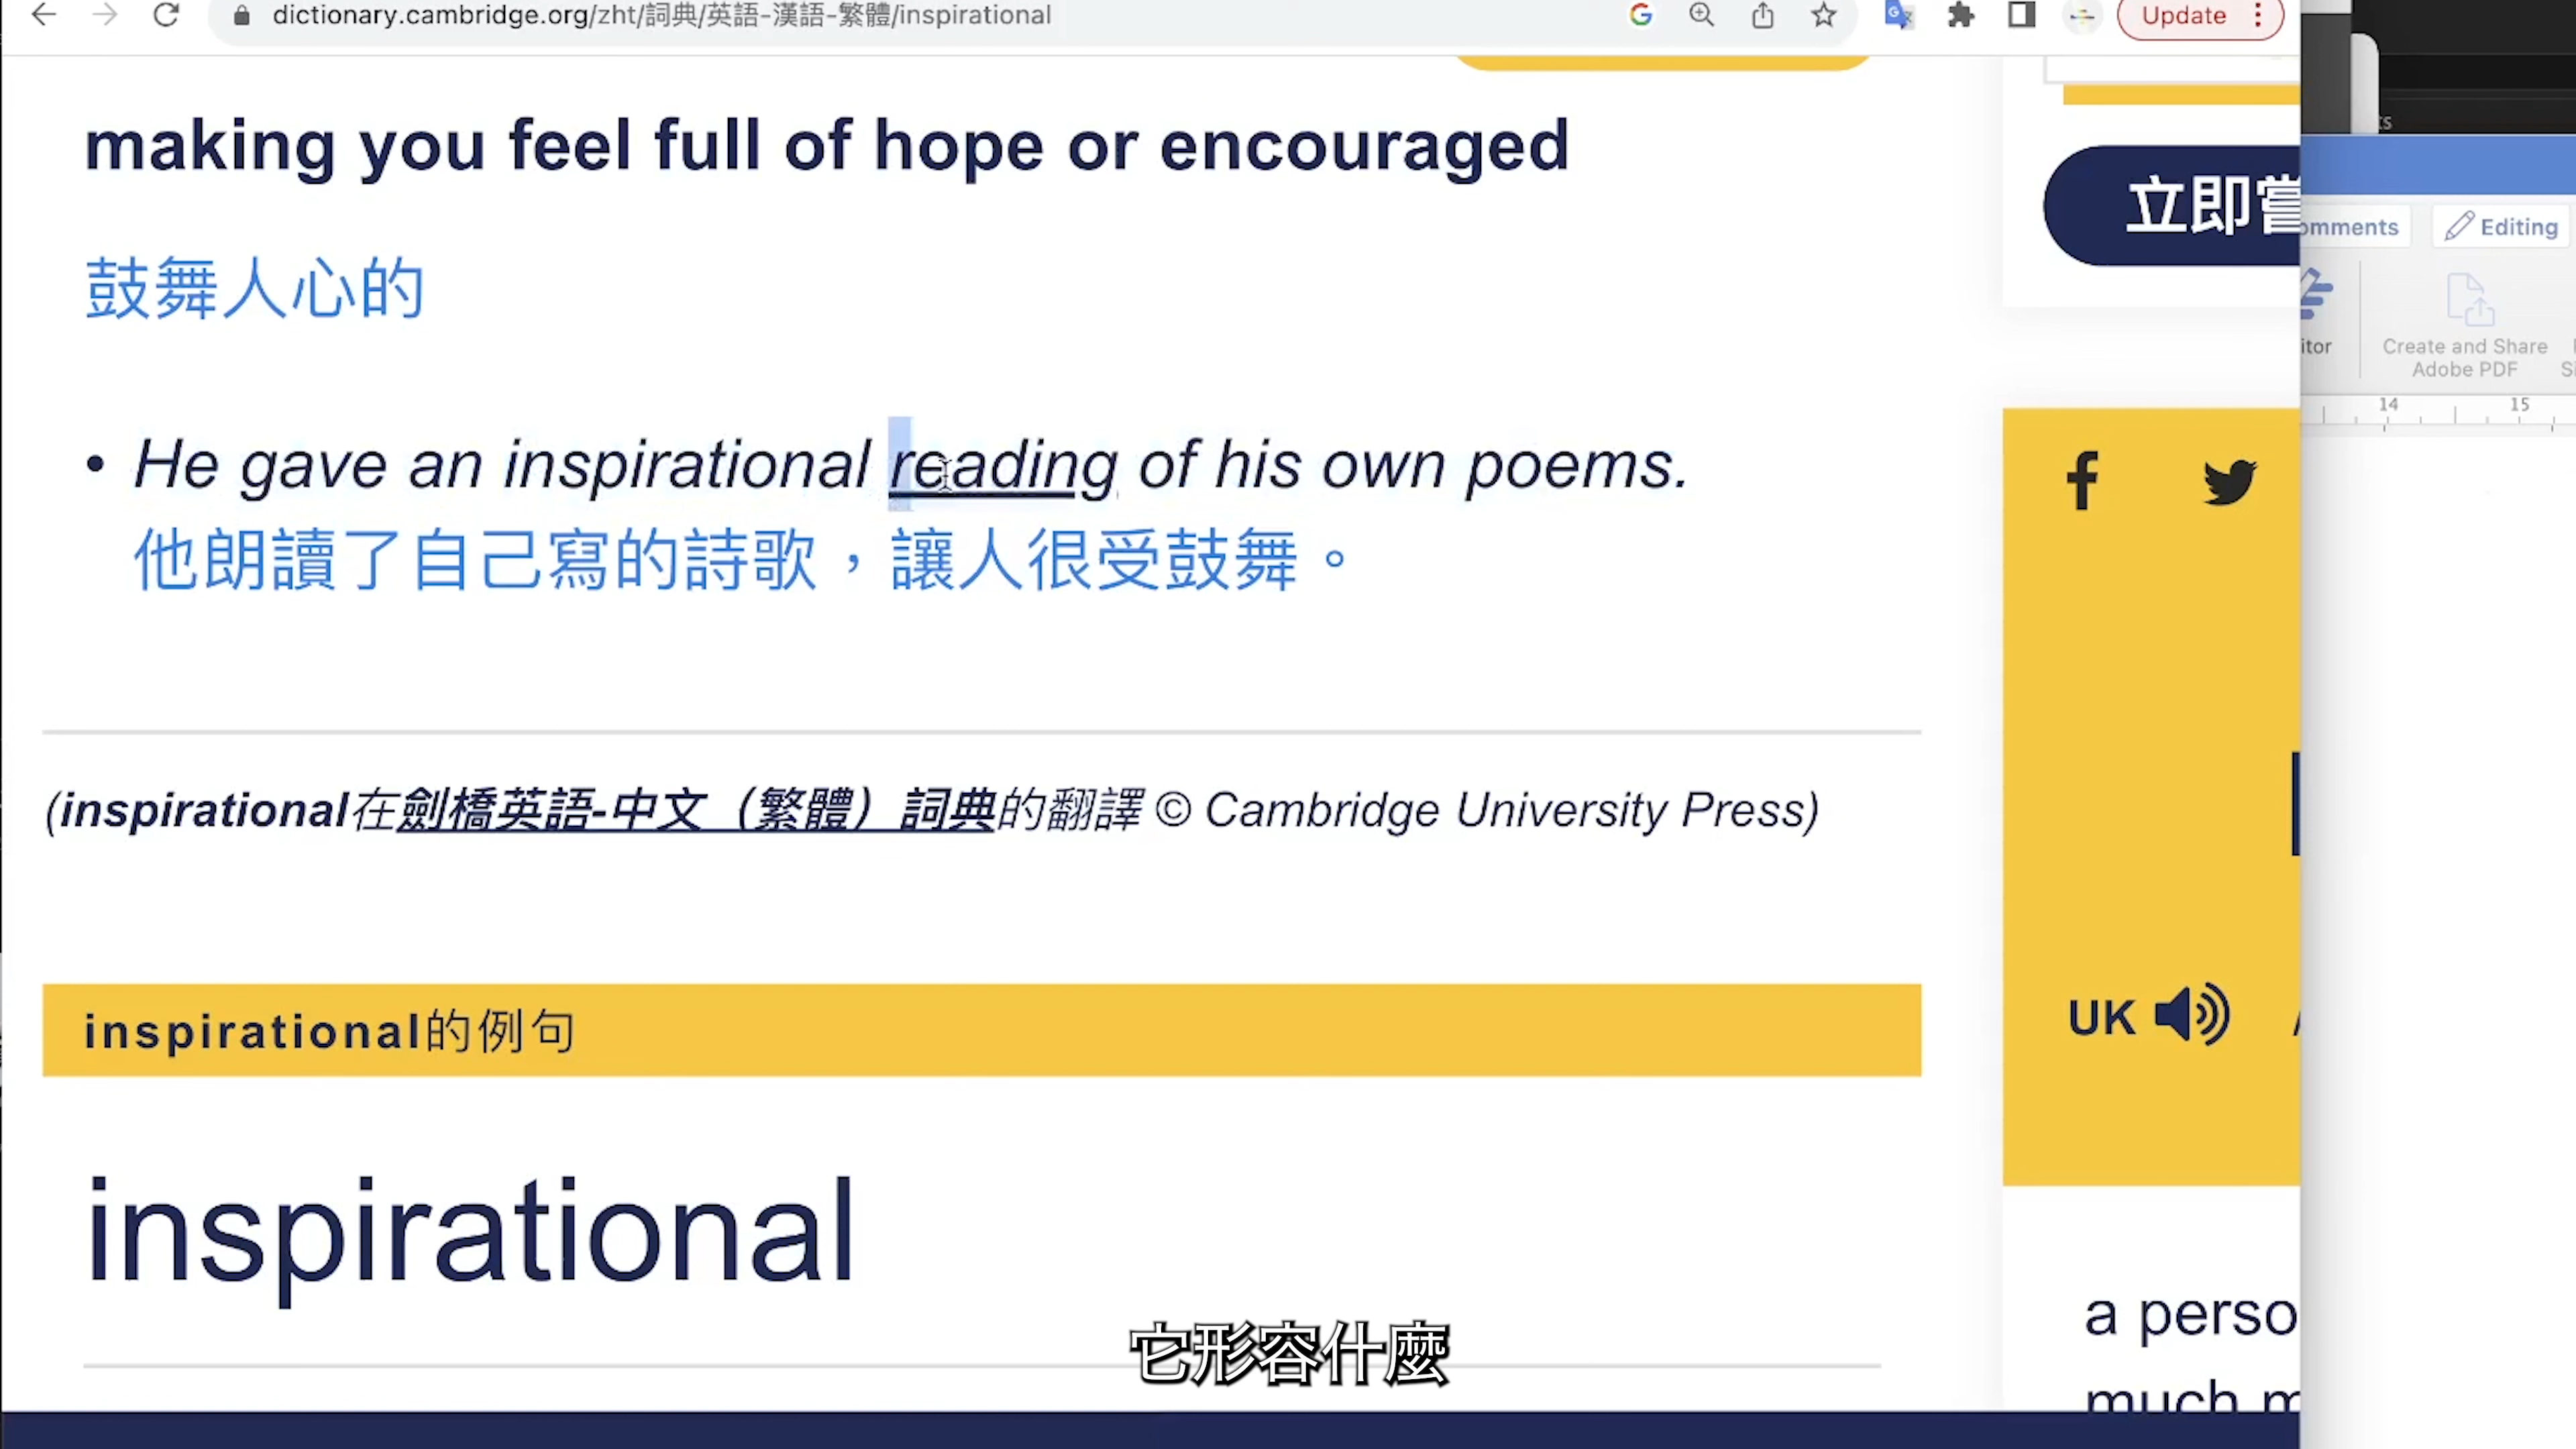 dictionary.cambridge.org/zht/詞典/英語-漢語-繁體/inspirational
Update
making you feel full of hope or encouraged
鼓舞人心的
• He gave an inspirational reading of his own poems.
他朗讀了自己寫的詩歌，讓人很受鼓舞。
(inspirational在劍橋英語-中文（繁體）詞典的翻譯 © Cambridge University Press)
inspirational的例句
inspirational
它形容什麼
立即嘗
omments
Editing
itor
Create and Share
Adobe PDF
14 15
UK
a perso
much m